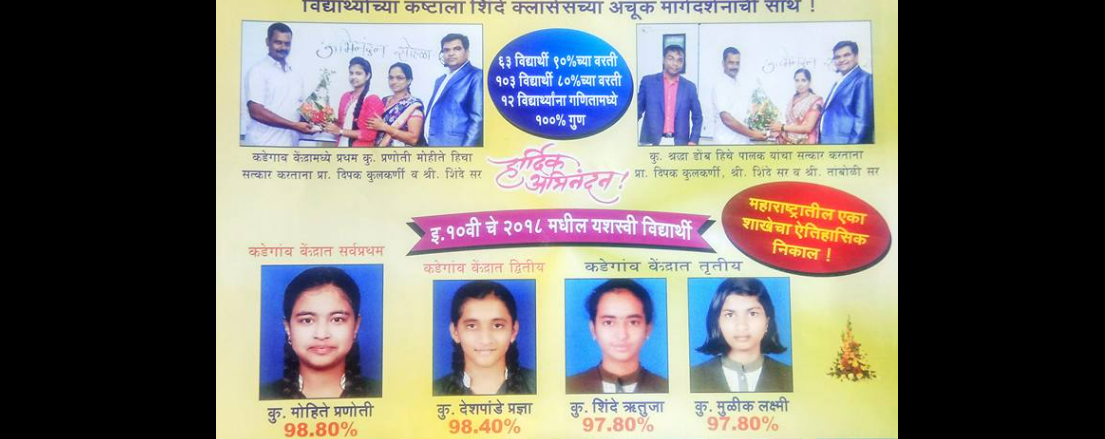 विद्यार्थ्यांच्या कष्टाला शिंदे क्लासेसच्या अचूक मार्गदर्शनाची साथ !
अभिनंदन सोहळा
६३ विद्यार्थी ९०%च्या वरती
१०३ विद्यार्थी ८०%च्या वरती
१२ विद्यार्थ्यांना गणितामध्ये
१००% गुण
कडेगाव केंद्रामध्ये प्रथम कु. प्रणोती मोहीते हिचा
सत्कार करताना प्रा. दिपक कुलकर्णी व श्री. शिंदे सर
कु. श्रद्धा डोंब हिचे पालक यांचा सत्कार करताना
प्रा. दिपक कुलकर्णी, श्री. शिंदे सर व श्री. तांबोळी सर
हार्दिक
अभिनंदन !
इ.१०वी चे २०१८ मधील यशस्वी विद्यार्थी
महाराष्ट्रातील एका
शाखेचा ऐतिहासिक
निकाल !
कडेगांव केंद्रात सर्वप्रथम
कडेगांव केंद्रात द्वितीय
कडेगांव केंद्रात तृतीय
कु. मोहिते प्रणोती
98.80%
कु. देशपांडे प्रज्ञा
98.40%
कु. शिंदे ऋतुजा
97.80%
कु. मुळीक लक्ष्मी
97.80%